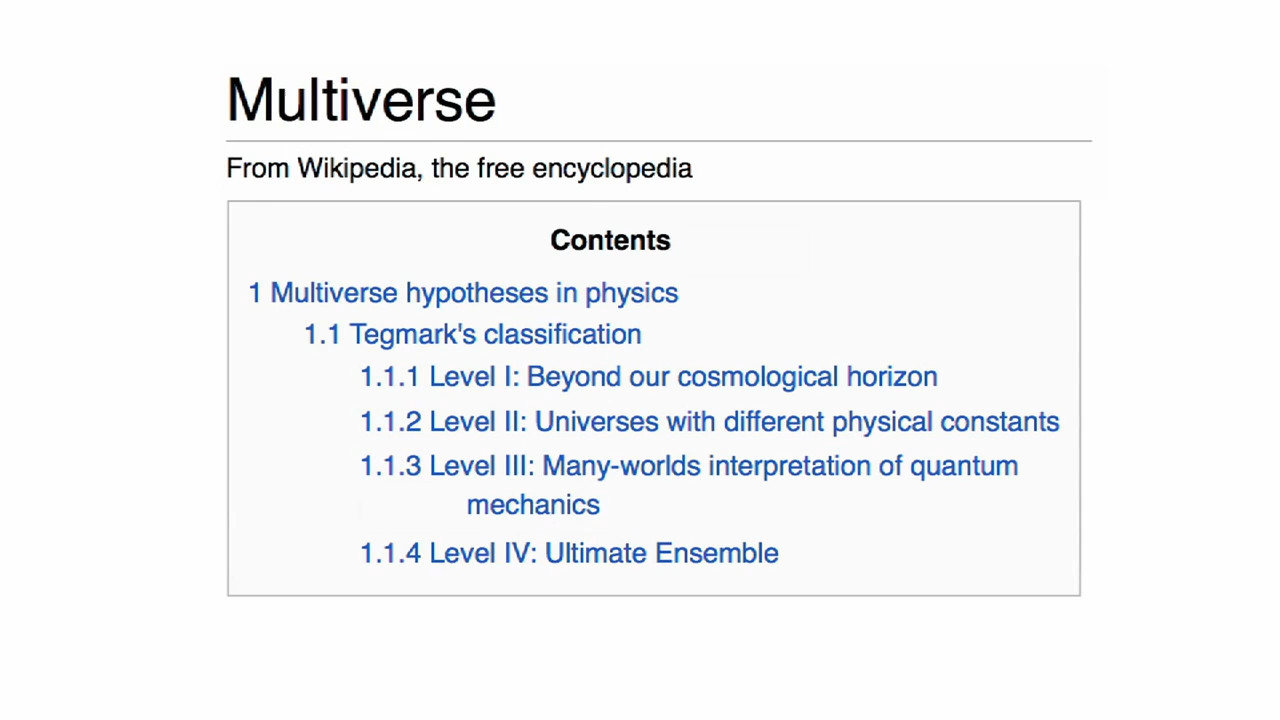 Multiverse
From Wikipedia, the free encyclopedia
Contents
1 Multiverse hypotheses in physics
1.1 Tegmark's classification
1.1.1 Level I: Beyond our cosmological horizon
1.1.2 Level II: Universes with different physical constants
1.1.3 Level III: Many-worlds interpretation of quantum
mechanics
1.1.4 Level IV: Ultimate Ensemble